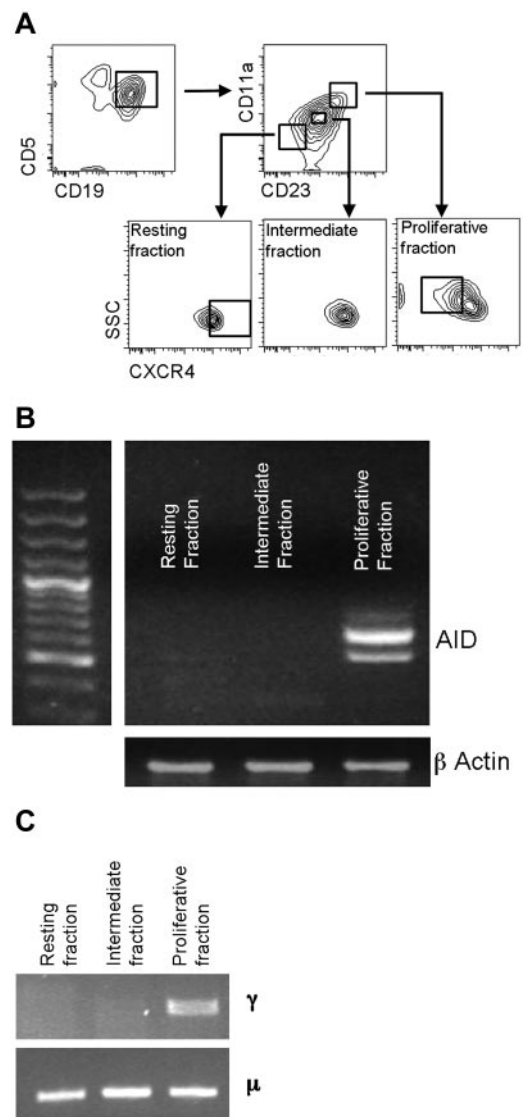 A
CD5
CD19
CD11a
CD23
Resting
fraction
Intermediate
fraction
Proliferative
fraction
SSC
CXCR4
B
Resting
Fraction
Intermediate
Fraction
Proliferative
Fraction
AID
β Actin
C
Resting
fraction
Intermediate
fraction
Proliferative
fraction
γ
μ